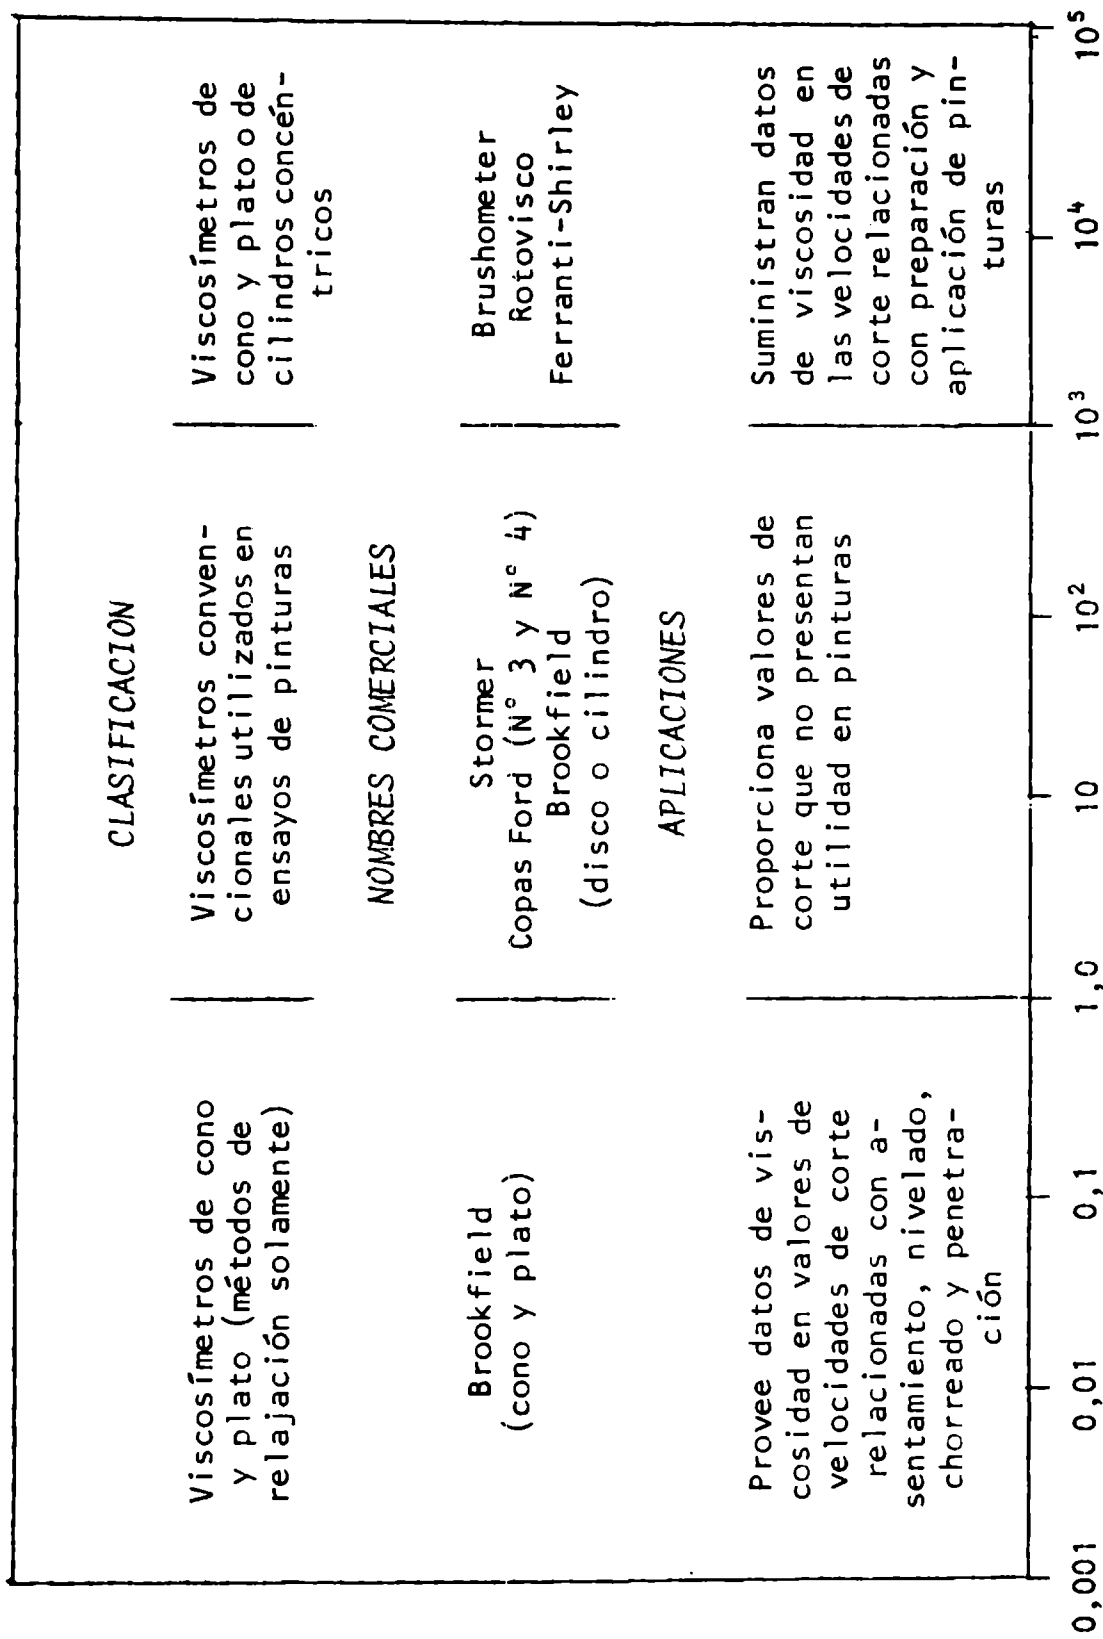 CLASIFICACION
Viscosímetros de cono
y plato (métodos de
relajación solamente)
Viscosímetros conven-
cionales utilizados en
ensayos de pinturas
Viscosímetros de
cono y plato o de
cilindros concén-
tricos
NOMBRES COMERCIALES
Brookfield
(cono y plato)
Stormer
Copas Ford (N° 3 y N° 4)
Brookfield
(disco o cilindro)
Brushometer
Rotovisco
Ferranti-Shirley
APLICACIONES
Provee datos de vis-
cosidad en valores de
velocidades de corte
relacionadas con a-
sentamiento, nivelado,
chorreado y penetra-
ción
Proporciona valores de
corte que no presentan
utilidad en pinturas
Suministran datos
de viscosidad en
las velocidades de
corte relacionadas
con preparación y
aplicación de pin-
turas
0,001 0,01 0,1 1,0 10 10² 10³ 10⁴ 10⁵